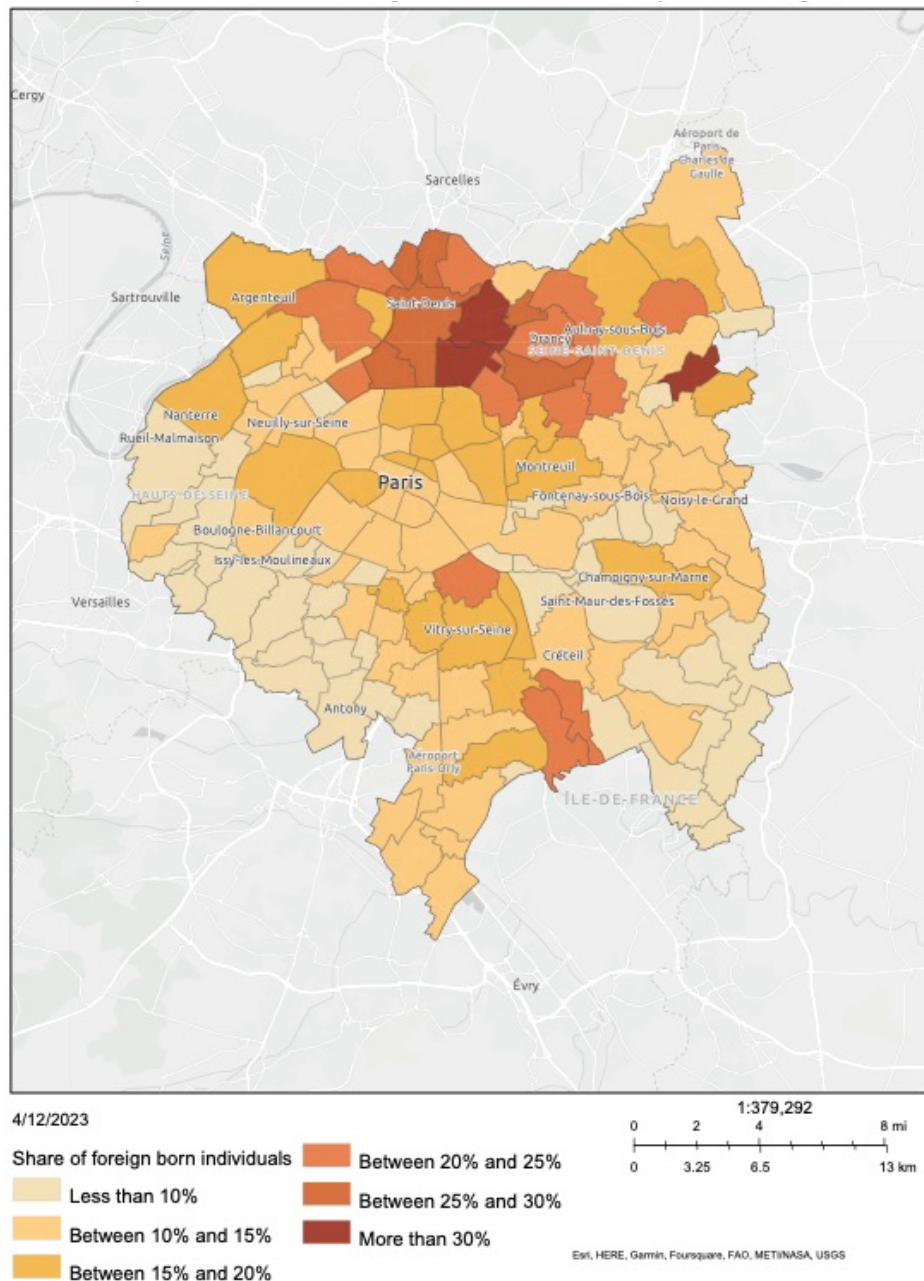 Cergy
Aéroport de
Paris
Charles de
Gaulle
Sarcelles
Seine
Sartrouville
Argenteuil
Saint-Denis
Aulnay-sous-Bois
Drancy
SEINE-SAINT-DENIS
Nanterre
Neuilly-sur-Seine
Rueil-Malmaison
Montreuil
Paris
HAUTS-DE-SEINE
Fontenay-sous-Bois
Noisy-le-Grand
Boulogne-Billancourt
Issy-les-Moulineaux
Champigny-sur-Marne
Versailles
Saint-Maur-des-Fossés
Vitry-sur-Seine
Créteil
Antony
Aéroport
Paris-Orly
ÎLE-DE-FRANCE
Évry
4/12/2023
1:379,292
0 2 4 8 mi
0 3.25 6.5 13 km
Share of foreign born individuals
Less than 10%
Between 10% and 15%
Between 15% and 20%
Between 20% and 25%
Between 25% and 30%
More than 30%
Esri, HERE, Garmin, Foursquare, FAO, METI/NASA, USGS